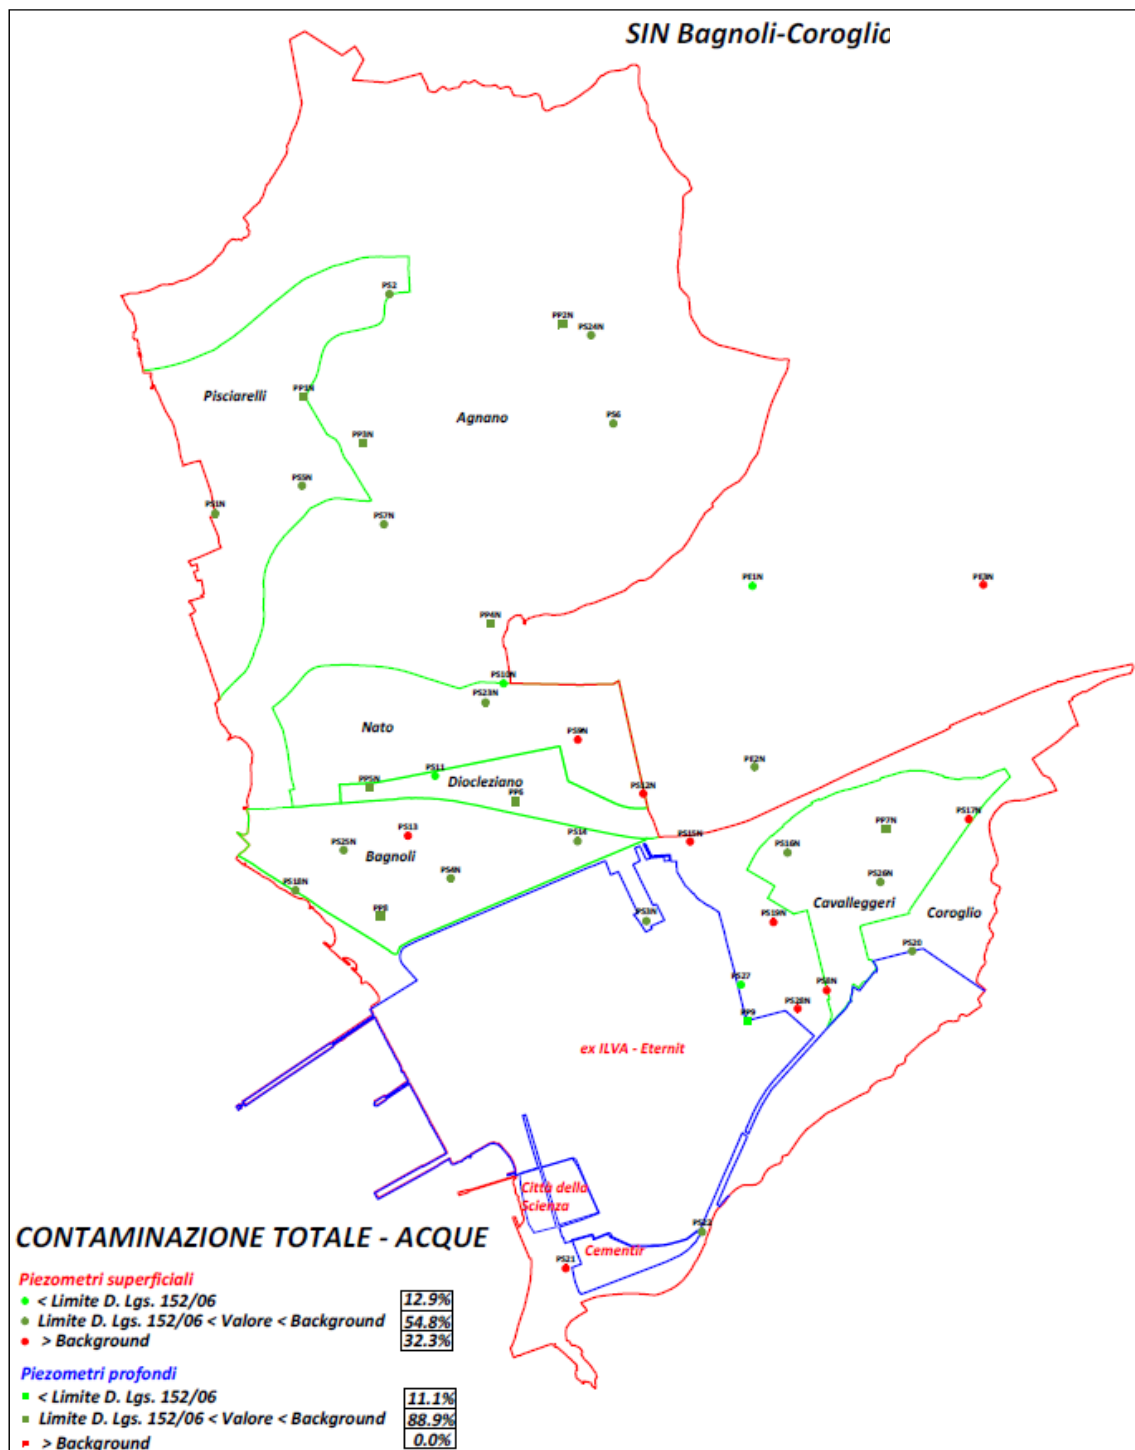 SIN Bagnoli-Coroglio
PS2
PP2N
PS24N
Pisciarelli
PP1N
Agnano
PS6
PP3N
PS5N
PS1N
PS7N
PE1N
PE3N
PP4N
PS10N
PS23N
Nato
PS9N
PS11
PE2N
PP5N
Diocleziano
PS12N
PP6
PS13
PS14
PS15N
PS17N
PP7N
PS25N
Bagnoli
PS16N
PS4N
PS26N
PS18N
Cavalleggeri
PP8
PS3N
PS19N
Coroglio
PS20
PS27
PS8N
PS28N
PP9
ex ILVA - Eternit
Città della
Scienza
PS22
CONTAMINAZIONE TOTALE - ACQUE
Cementir
PS21
Piezometri superficiali
< Limite D. Lgs. 152/06 12.9%
Limite D. Lgs. 152/06 < Valore < Background 54.8%
> Background 32.3%
Piezometri profondi
< Limite D. Lgs. 152/06 11.1%
Limite D. Lgs. 152/06 < Valore < Background 88.9%
> Background 0.0%